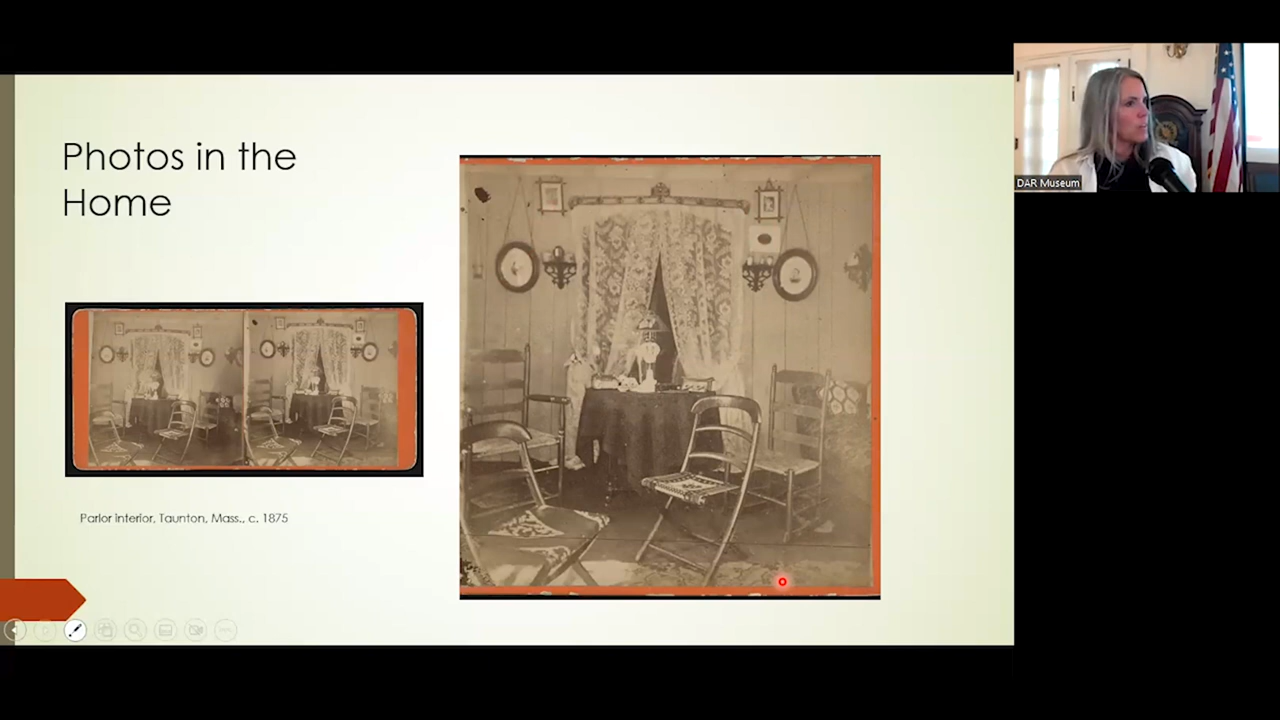 Photos in the
Home
Parlor interior, Taunton, Mass., c. 1875
DAR Museum